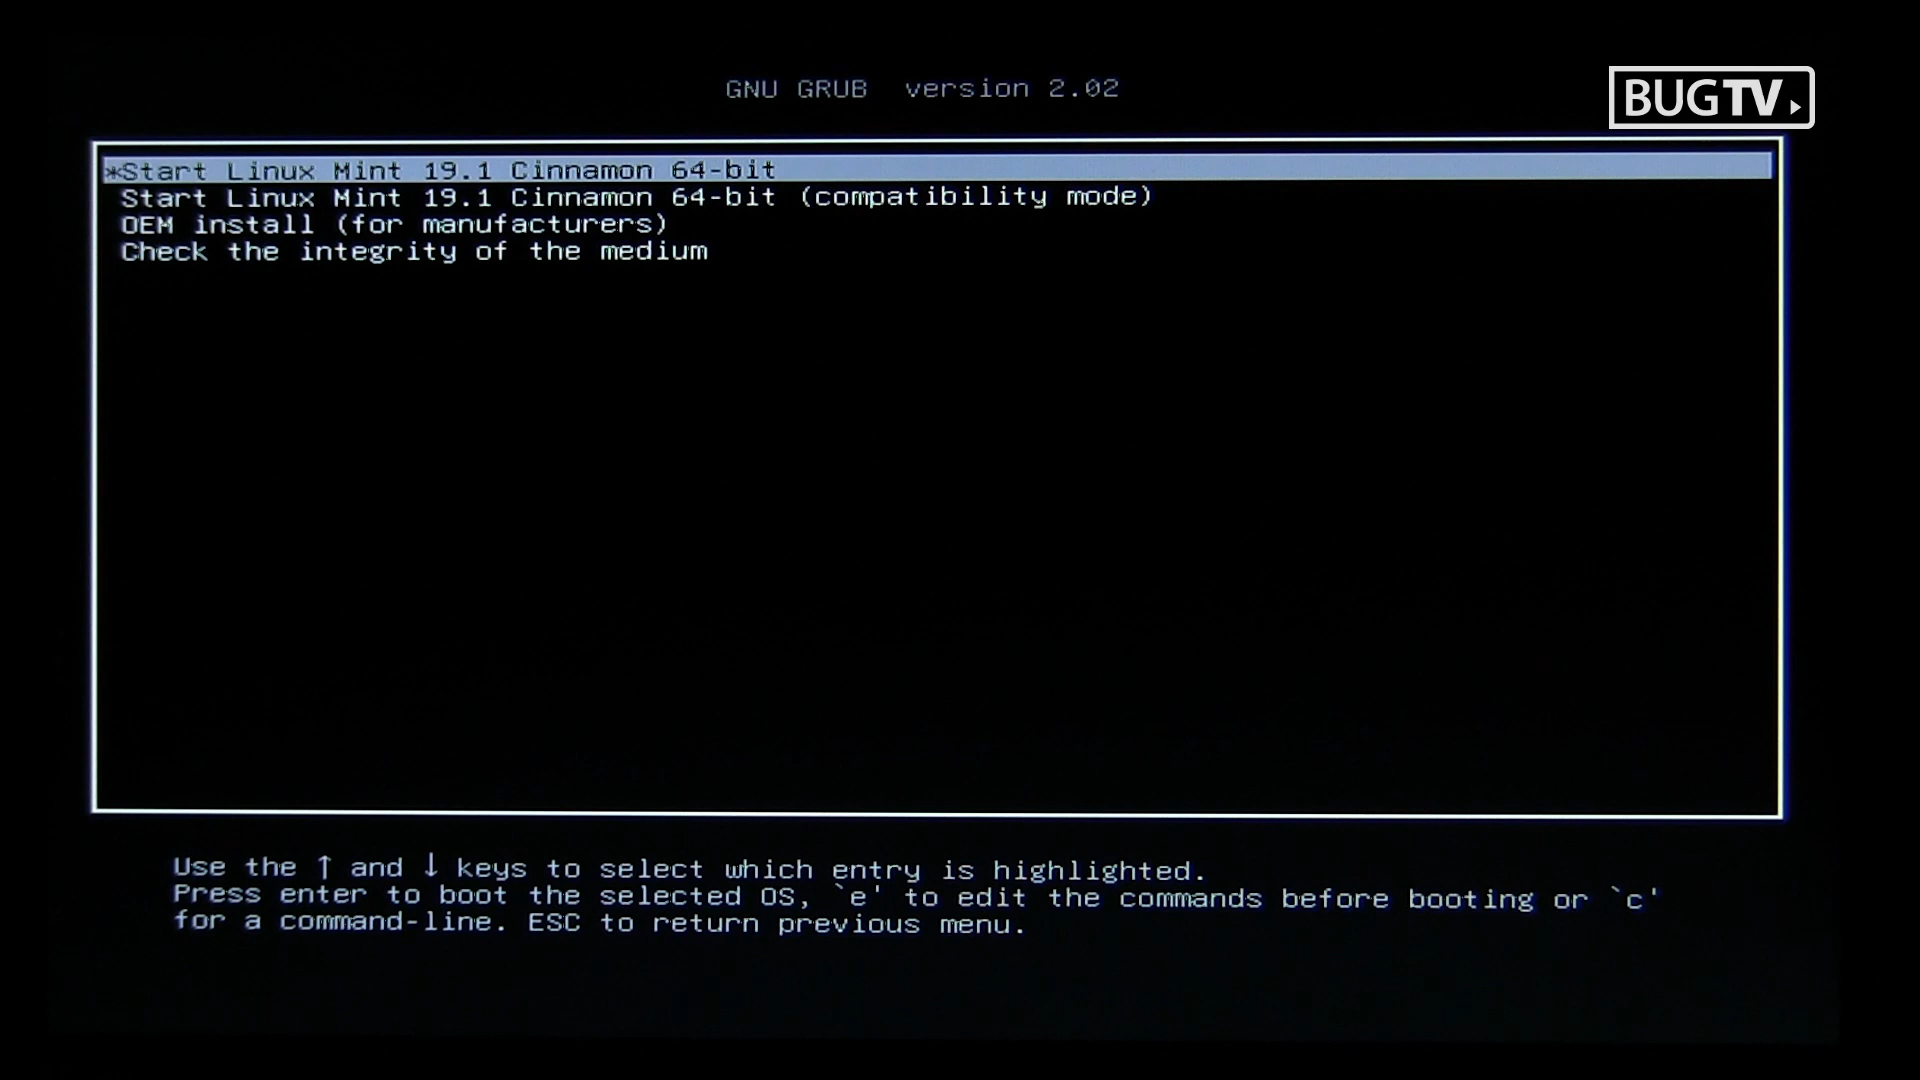 GNU GRUB  version 2.02
BUGTV
*Start Linux Mint 19.1 Cinnamon 64-bit
Start Linux Mint 19.1 Cinnamon 64-bit (compatibility mode)
OEM install (for manufacturers)
Check the integrity of the medium
Use the ↑ and ↓ keys to select which entry is highlighted.
Press enter to boot the selected OS, `e' to edit the commands before booting or `c'
for a command-line. ESC to return previous menu.